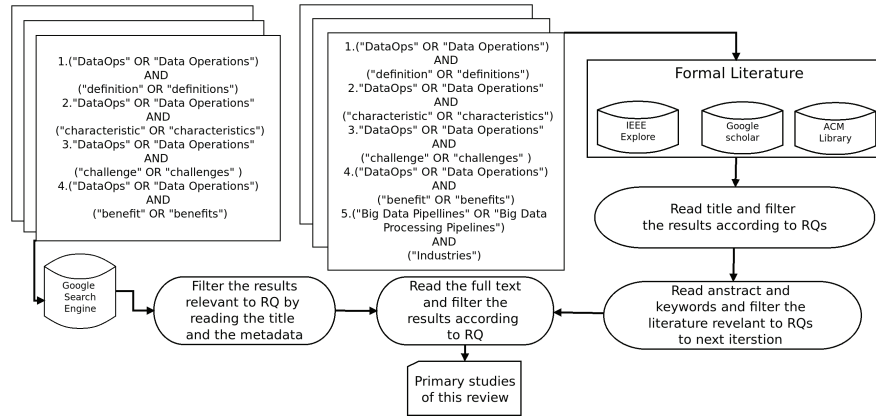 1.("DataOps" OR "Data Operations")
AND
("definition" OR "definitions")
2."DataOps" OR "Data Operations"
AND
("characteristic" OR "characteristics")
3."DataOps" OR "Data Operations"
AND
("challenge" OR "challenges" )
4.("DataOps" OR "Data Operations)
AND
("benefit" OR "benefits")
1.("DataOps" OR "Data Operations")
AND
("definition" OR "definitions")
2."DataOps" OR "Data Operations"
AND
("characteristic" OR "characteristics")
3."DataOps" OR "Data Operations"
AND
("challenge" OR "challenges" )
4.("DataOps" OR "Data Operations)
AND
("benefit" OR "benefits")
5.("Big Data Pipellines" OR "Big Data
Processing Pipelines")
AND
("Industries")
Formal Literature
IEEE
Explore
Google
scholar
ACM
Library
Read title and filter
the results according to RQs
Google
Search
Engine
Filter the results
relevant to RQ by
reading the title
and the metadata
Read the full text
and filter the
results according
to RQ
Read anstract and
keywords and filter the
literature revelant to RQs
to next iterstion
Primary studies
of this review